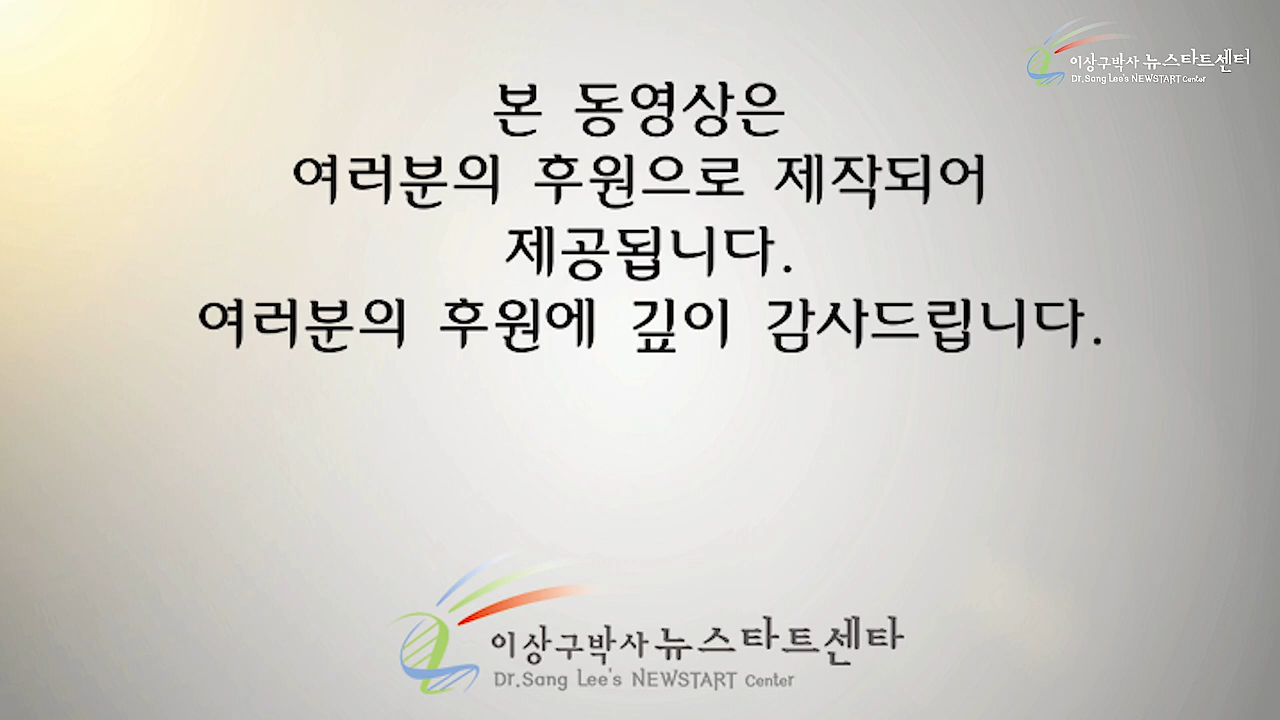 이상구박사 뉴스타트센터
Dr.Sang Lee's NEWSTART Center
본 동영상은
여러분의 후원으로 제작되어
제공됩니다.
여러분의 후원에 깊이 감사드립니다.
이상구박사 뉴스타트센타
Dr.Sang Lee's NEWSTART Center